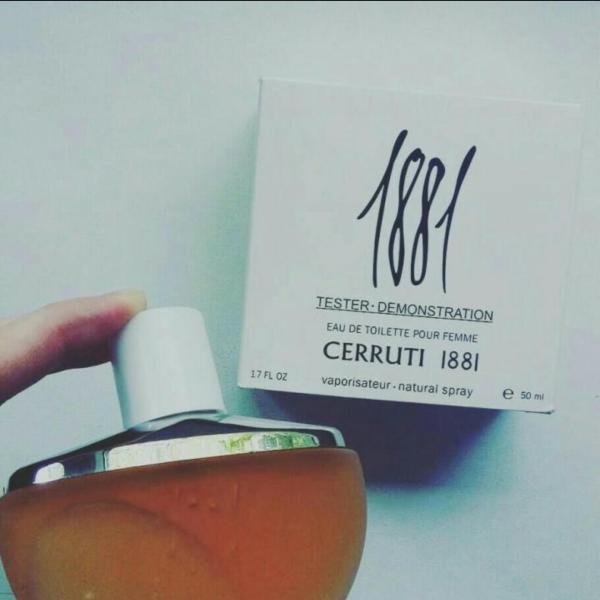 1881
TESTER · DEMONSTRATION
EAU DE TOILETTE POUR FEMME
CERRUTI 1881
1.7 FL OZ
vaporisateur · natural spray
℮ 50 ml